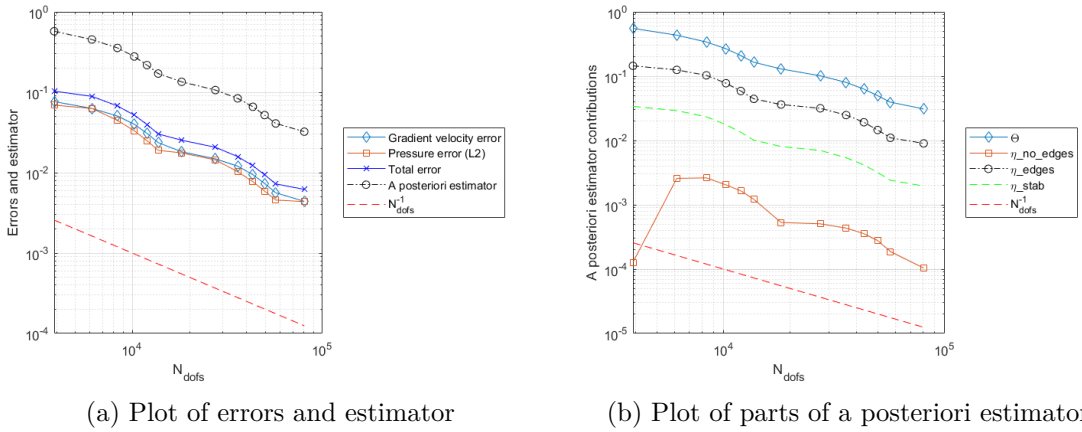 10^0
10^-1
10^-2
10^-3
10^-4
Errors and estimator
10^4
10^5
N_dofs
Gradient velocity error
Pressure error (L2)
Total error
A posteriori estimator
N_dofs^-1
(a) Plot of errors and estimator
10^0
10^-1
10^-2
10^-3
10^-4
10^-5
A posteriori estimator contributions
10^4
10^5
N_dofs
Θ
η_no_edges
η_edges
η_stab
N_dofs^-1
(b) Plot of parts of a posteriori estimator